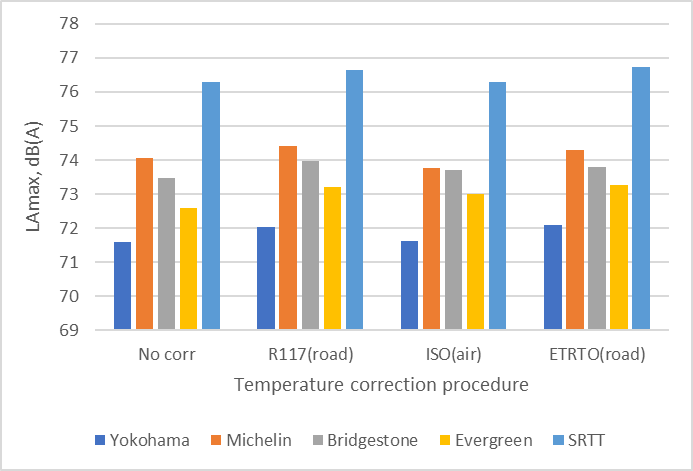 78
77
76
75
74
73
72
71
70
69
LAmax, dB(A)
No corr R117(road) ISO(air) ETRTO(road)
Temperature correction procedure
Yokohama Michelin Bridgestone Evergreen SRTT